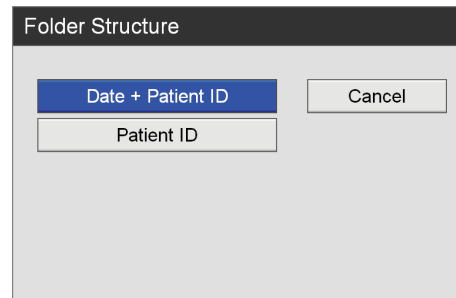 Folder Structure
Date + Patient ID
Cancel
Patient ID